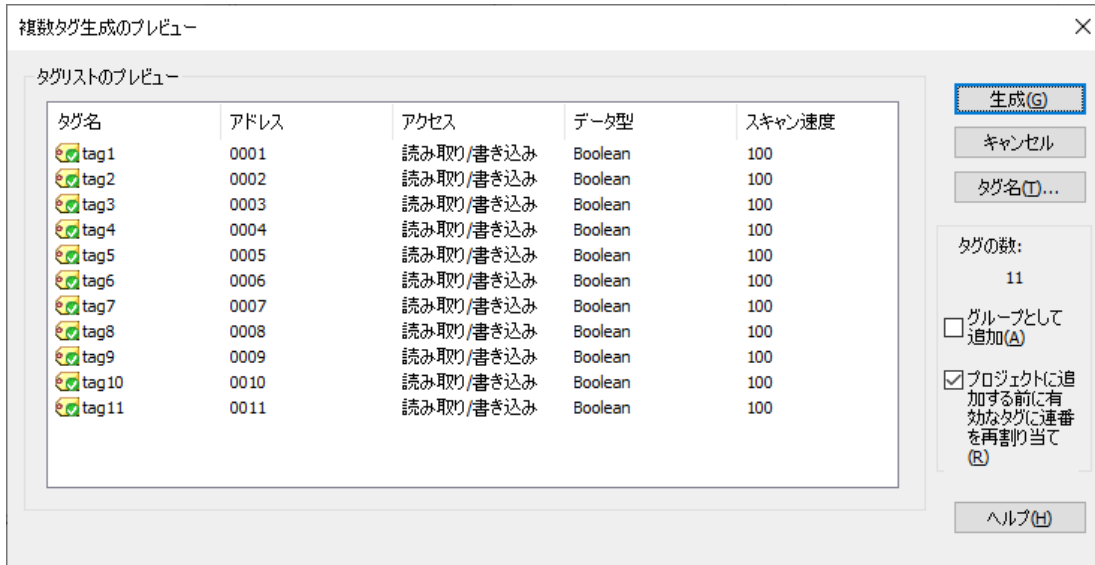 複数タグ生成のプレビュー
タグリストのプレビュー
タグ名 アドレス アクセス データ型 スキャン速度
tag1 0001 読み取り/書き込み Boolean 100
tag2 0002 読み取り/書き込み Boolean 100
tag3 0003 読み取り/書き込み Boolean 100
tag4 0004 読み取り/書き込み Boolean 100
tag5 0005 読み取り/書き込み Boolean 100
tag6 0006 読み取り/書き込み Boolean 100
tag7 0007 読み取り/書き込み Boolean 100
tag8 0008 読み取り/書き込み Boolean 100
tag9 0009 読み取り/書き込み Boolean 100
tag10 0010 読み取り/書き込み Boolean 100
tag11 0011 読み取り/書き込み Boolean 100
生成(G)
キャンセル
タグ名(T)...
タグの数:
11
グループとして
追加(A)
プロジェクトに追
加する前に有
効なタグに連番
を再割り当て
(R)
ヘルプ(H)